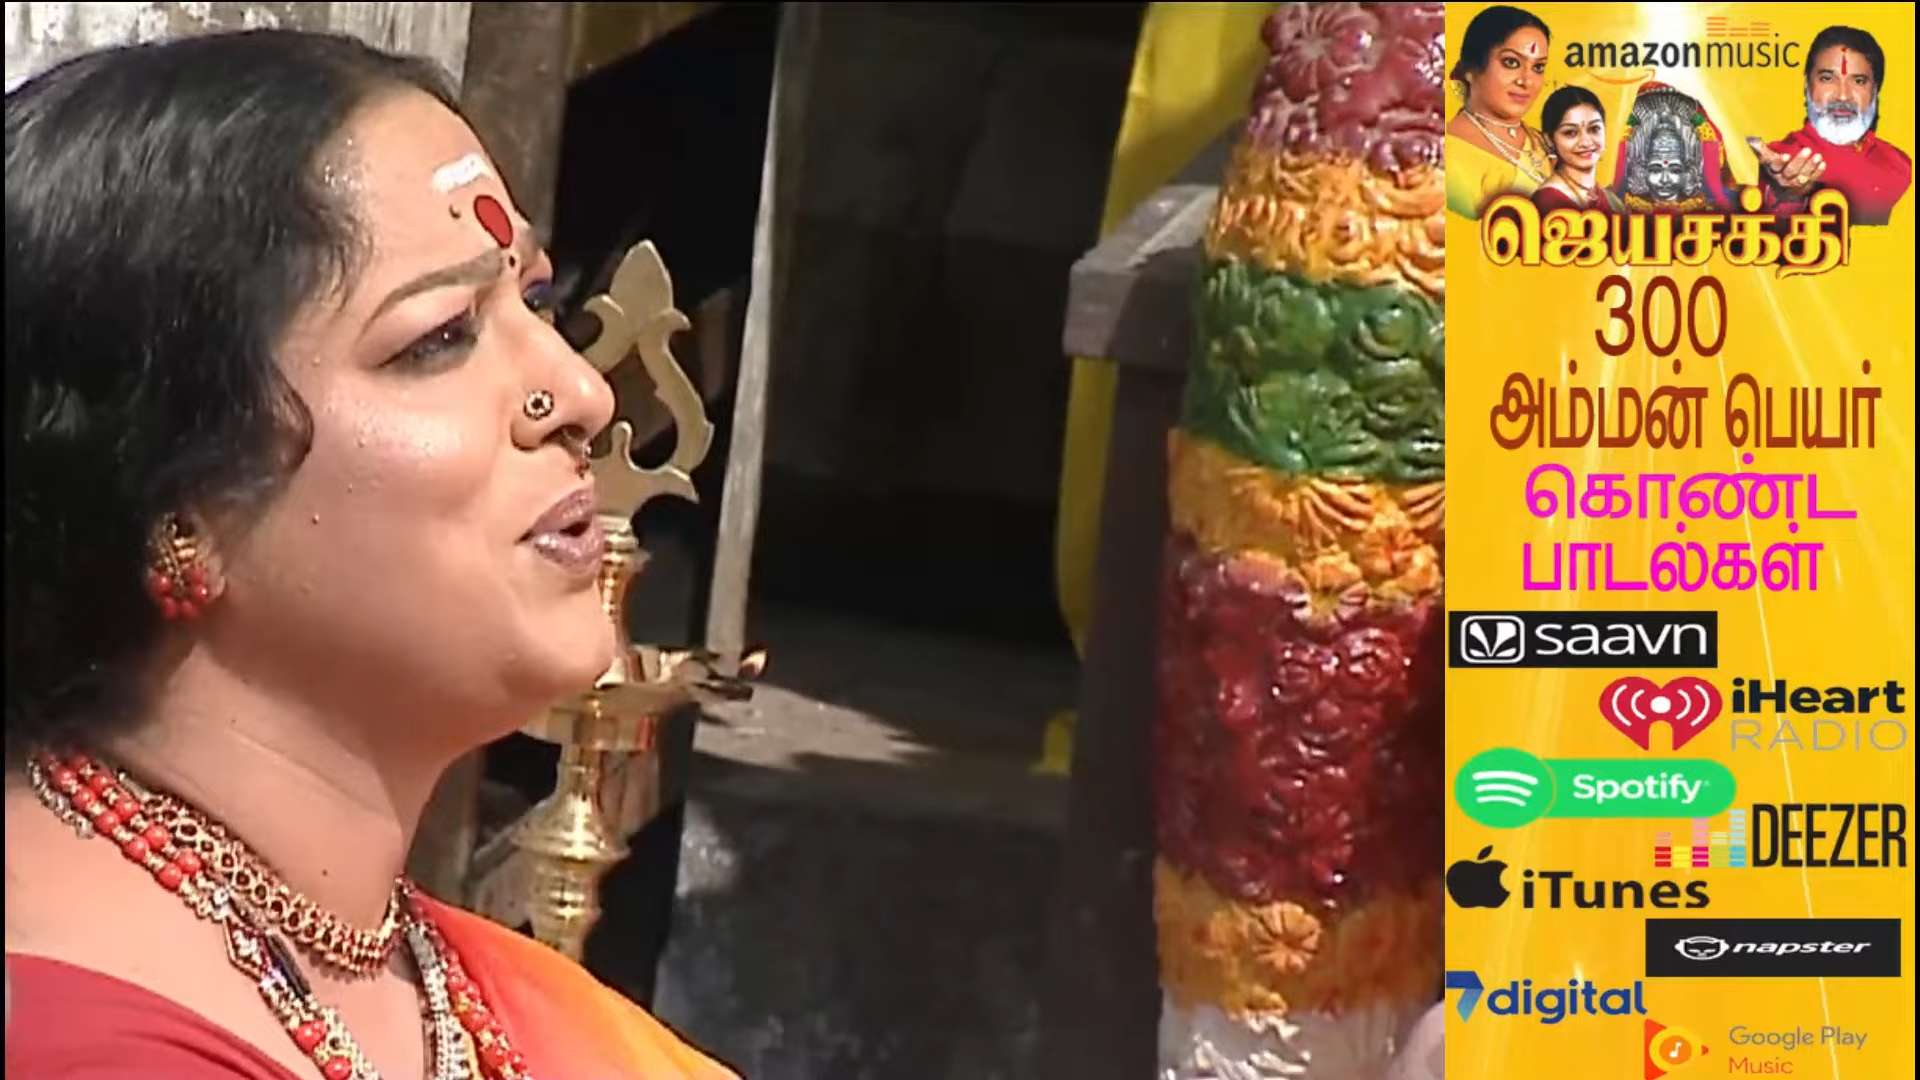 amazon music
ஜெயசக்தி
300
அம்மன் பெயர்
கொண்ட
பாடல்கள்
saavn
iHeart
RADIO
Spotify
DEEZER
iTunes
napster
7digital
Google Play
Music